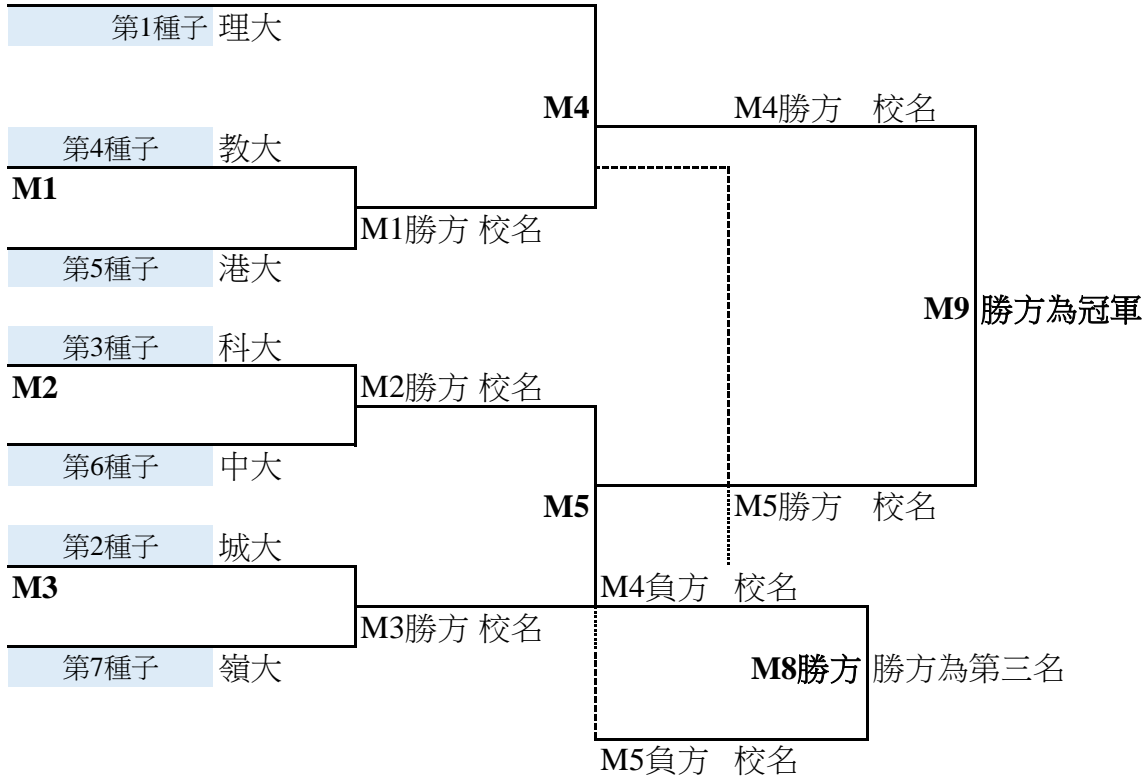 第1種子 理大
M4
M4勝方 校名
第4種子 教大
M1
M1勝方 校名
第5種子 港大
M9 勝方為冠軍
第3種子 科大
M2
M2勝方 校名
第6種子 中大
M5
M5勝方 校名
第2種子 城大
M3
M4負方 校名
M3勝方 校名
第7種子 嶺大
M8勝方 勝方為第三名
M5負方 校名